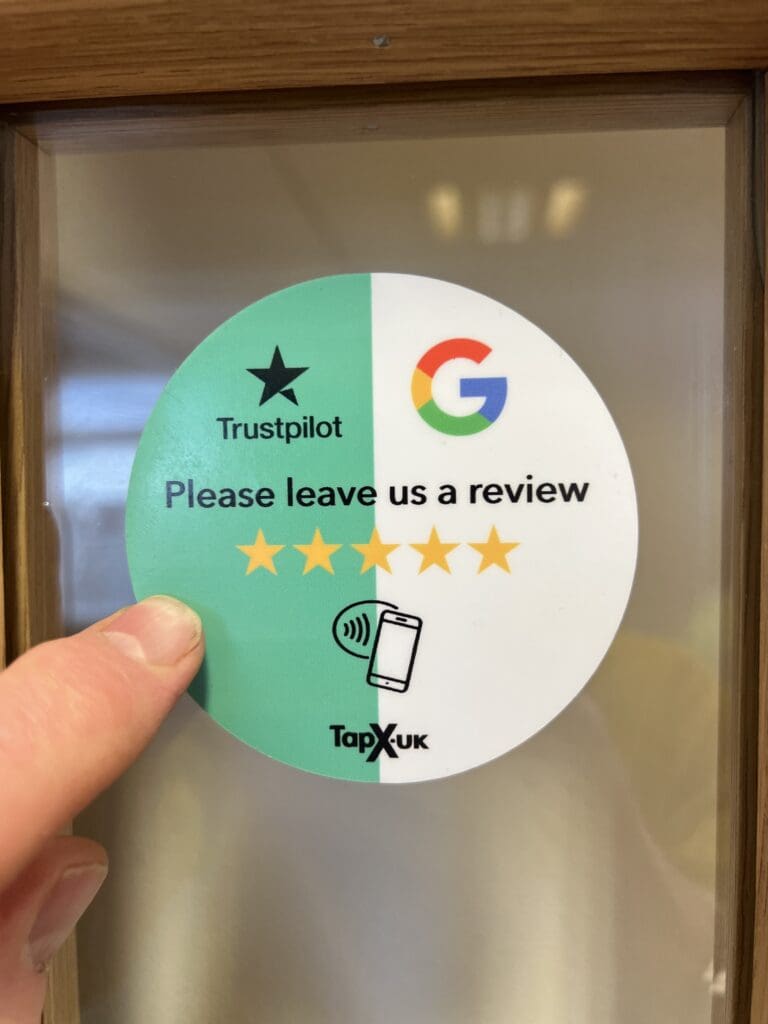 Trustpilot
G
Please leave us a review
TapX-UK